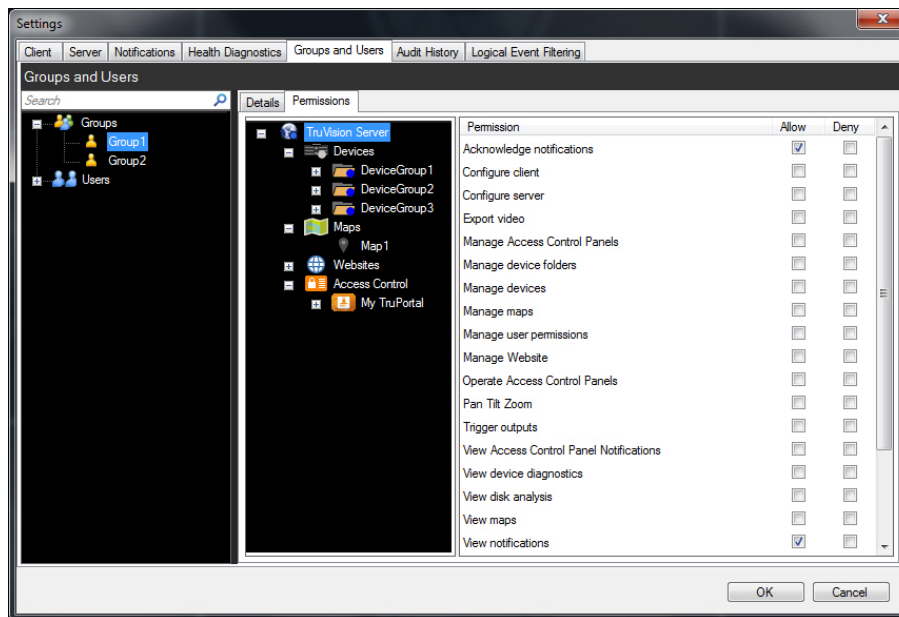 Settings
Client Server Notifications Health Diagnostics Groups and Users Audit History Logical Event Filtering
Groups and Users
Search
Groups
Group1
Group2
Users
Details Permissions
TruVision Server
Devices
DeviceGroup1
DeviceGroup2
DeviceGroup3
Maps
Map1
Websites
Access Control
My TruPortal
Permission Allow Deny
Acknowledge notifications
Configure client
Configure server
Export video
Manage Access Control Panels
Manage device folders
Manage devices
Manage maps
Manage user permissions
Manage Website
Operate Access Control Panels
Pan Tilt Zoom
Trigger outputs
View Access Control Panel Notifications
View device diagnostics
View disk analysis
View maps
View notifications
OK Cancel